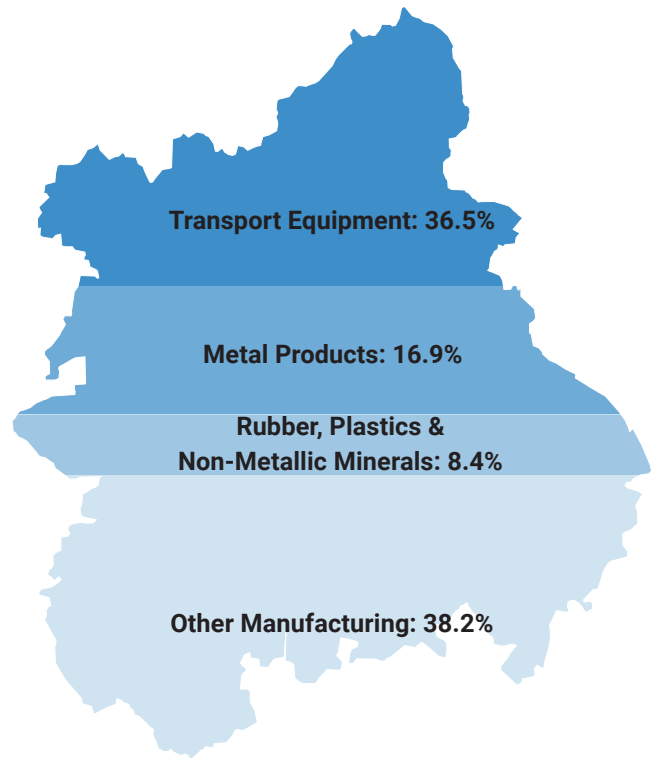 Transport Equipment: 36.5%
Metal Products: 16.9%
Rubber, Plastics &
Non-Metallic Minerals: 8.4%
Other Manufacturing: 38.2%